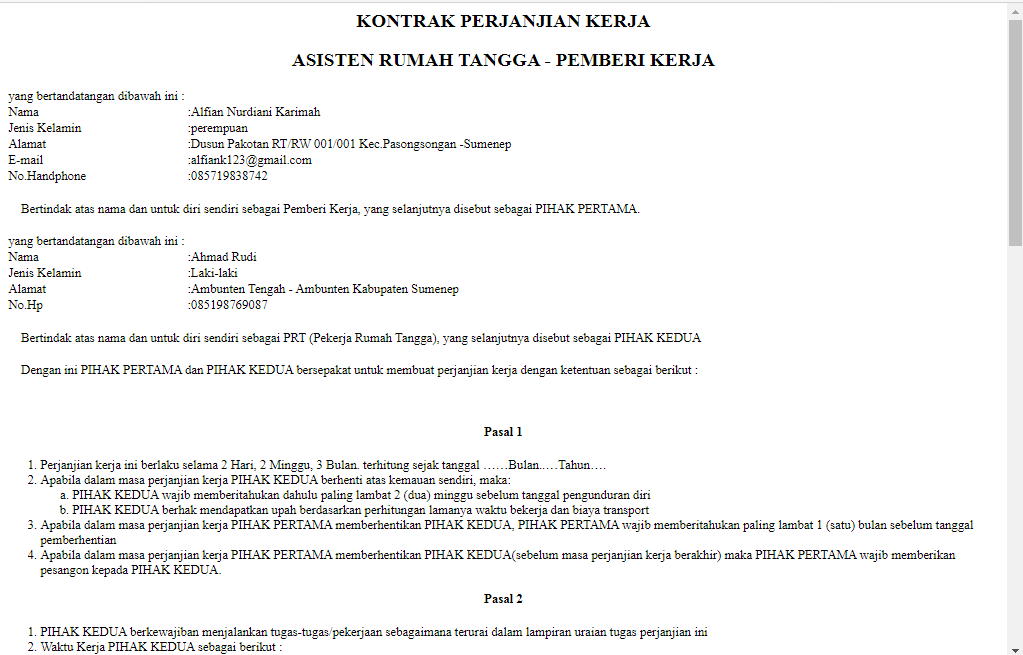 KONTRAK PERJANJIAN KERJA
ASISTEN RUMAH TANGGA - PEMBERI KERJA
yang bertandatangan dibawah ini :
Nama :Alfian Nurdiani Karimah
Jenis Kelamin :perempuan
Alamat :Dusun Pakotan RT/RW 001/001 Kec.Pasongsongan -Sumenep
E-mail :alfiank123@gmail.com
No.Handphone :085719838742
Bertindak atas nama dan untuk diri sendiri sebagai Pemberi Kerja, yang selanjutnya disebut sebagai PIHAK PERTAMA.
yang bertandatangan dibawah ini :
Nama :Ahmad Rudi
Jenis Kelamin :Laki-laki
Alamat :Ambunten Tengah - Ambunten Kabupaten Sumenep
No.Hp :085198769087
Bertindak atas nama dan untuk diri sendiri sebagai PRT (Pekerja Rumah Tangga), yang selanjutnya disebut sebagai PIHAK KEDUA
Dengan ini PIHAK PERTAMA dan PIHAK KEDUA bersepakat untuk membuat perjanjian kerja dengan ketentuan sebagai berikut :
Pasal 1
1. Perjanjian kerja ini berlaku selama 2 Hari, 2 Minggu, 3 Bulan. terhitung sejak tanggal ……Bulan..…Tahun….
2. Apabila dalam masa perjanjian kerja PIHAK KEDUA berhenti atas kemauan sendiri, maka:
a. PIHAK KEDUA wajib memberitahukan dahulu paling lambat 2 (dua) minggu sebelum tanggal pengunduran diri
b. PIHAK KEDUA berhak mendapatkan upah berdasarkan perhitungan lamanya waktu bekerja dan biaya transport
3. Apabila dalam masa perjanjian kerja PIHAK PERTAMA memberhentikan PIHAK KEDUA, PIHAK PERTAMA wajib memberitahukan paling lambat 1 (satu) bulan sebelum tanggal
pemberhentian
4. Apabila dalam masa perjanjian kerja PIHAK PERTAMA memberhentikan PIHAK KEDUA(sebelum masa perjanjian kerja berakhir) maka PIHAK PERTAMA wajib memberikan
pesangon kepada PIHAK KEDUA.
Pasal 2
1. PIHAK KEDUA berkewajiban menjalankan tugas-tugas/pekerjaan sebagaimana terurai dalam lampiran uraian tugas perjanjian ini
2. Waktu Kerja PIHAK KEDUA sebagai berikut :